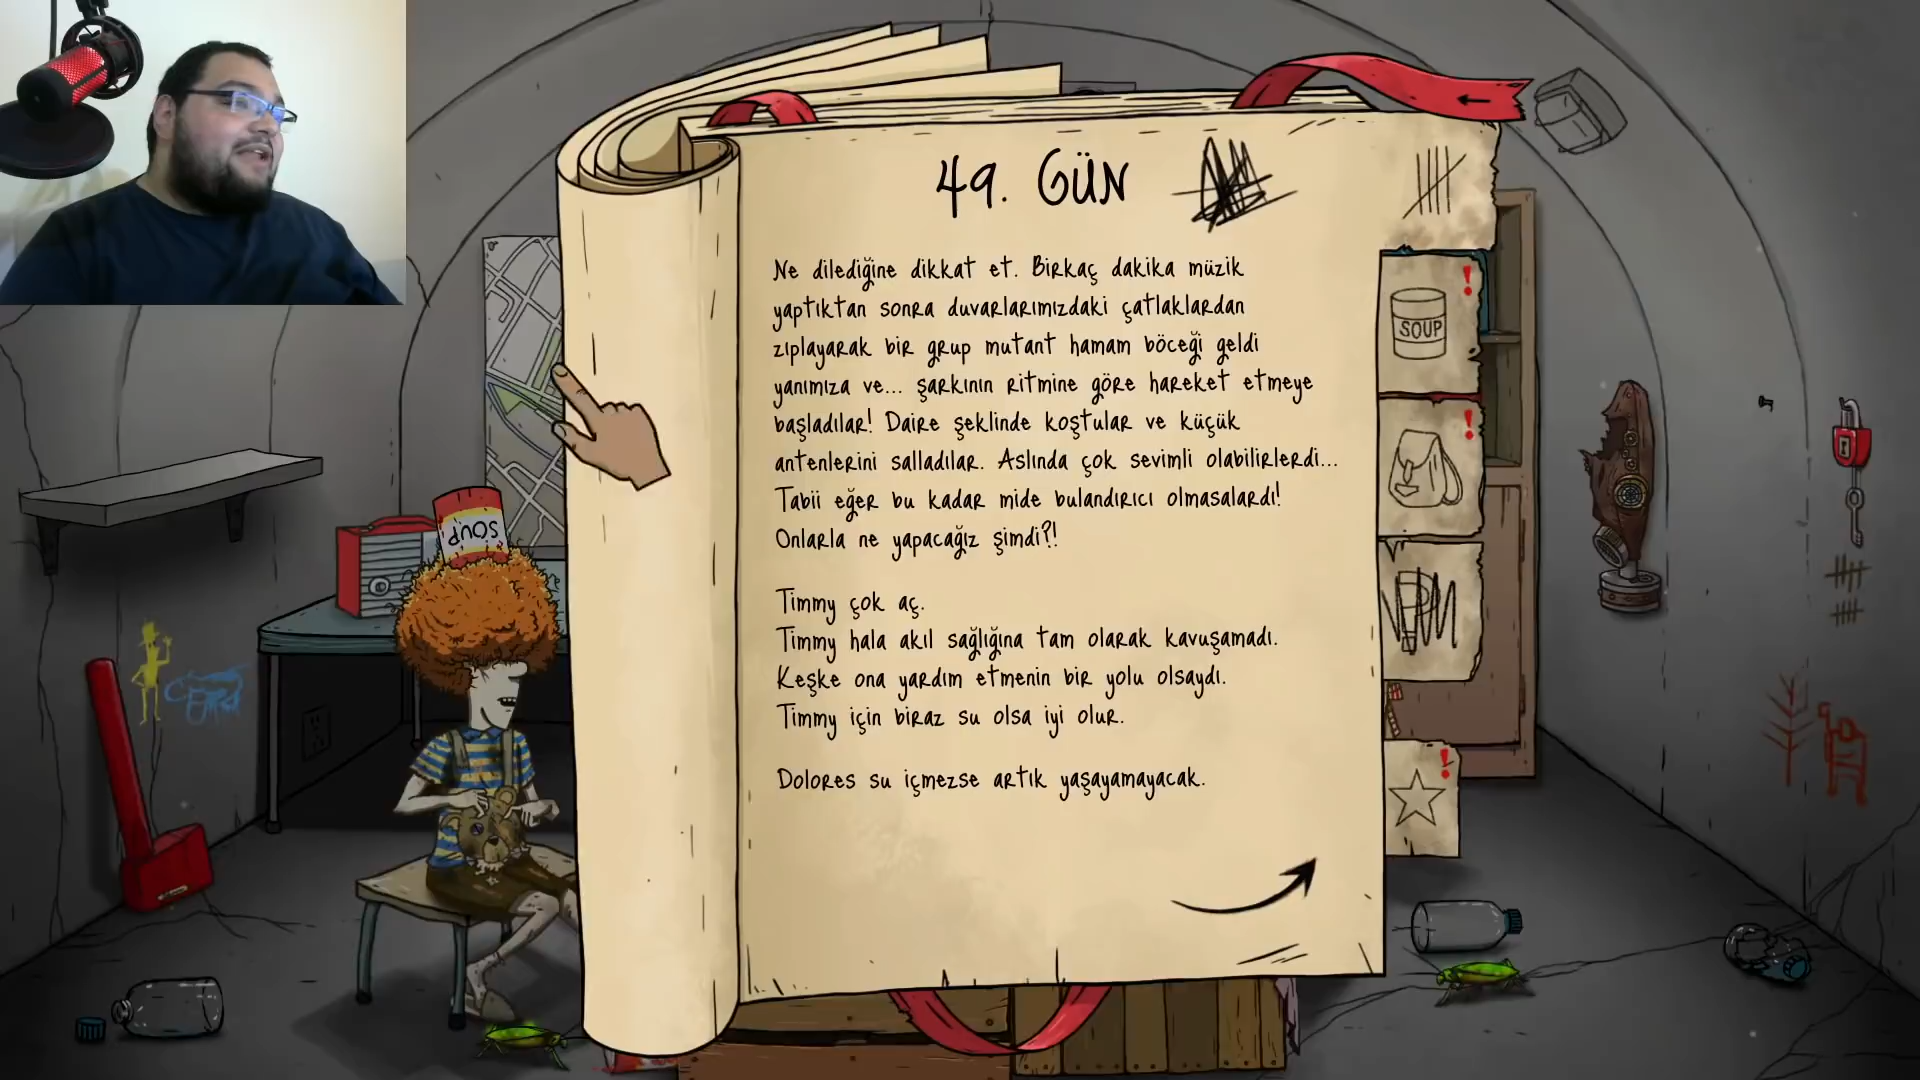 49. GÜN
Ne dilediğine dikkat et. Birkaç dakika müzik
yaptıktan sonra duvarlarımızdaki çatlaklardan
zıplayarak bir grup mutant hamam böceği geldi
yanımıza ve... şarkının ritmine göre hareket etmeye
başladılar! Daire şeklinde koştular ve küçük
antenlerini salladılar. Aslında çok sevimli olabilirlerdi...
Tabii eğer bu kadar mide bulandırıcı olmasalardı!
Onlarla ne yapacağız şimdi?!
Timmy çok aç.
Timmy hala akıl sağlığına tam olarak kavuşamadı.
Keşke ona yardım etmenin bir yolu olsaydı.
Timmy için biraz su olsa iyi olur.
Dolores su içmezse artık yaşayamayacak.
!
SOUP
!
!
SOUP